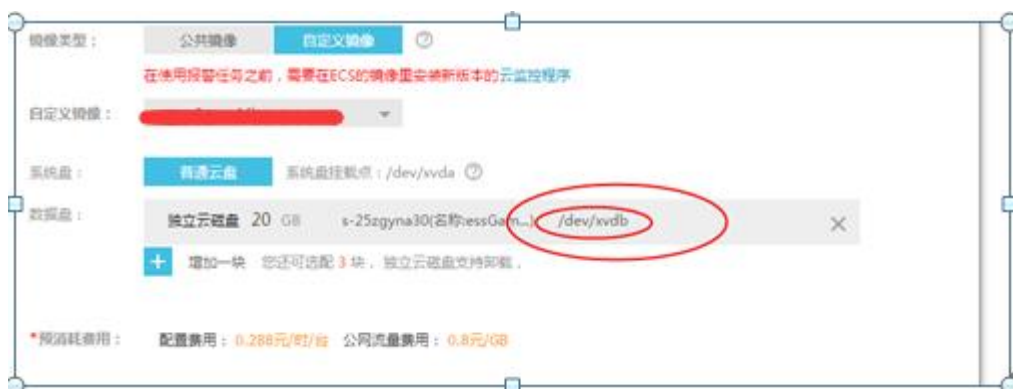 镜像类型： 公共镜像 自定义镜像 ?
在使用报警任务之前，需要在ECS的镜像里安装新版本的云监控程序
自定义镜像：
系统盘： 普通云盘 系统盘挂载点：/dev/xvda ?
数据盘： 独立云磁盘 20 GB s-25zgyna30(名称:essGam...) /dev/xvdb
+ 增加一块 您还可选配 3 块，独立云磁盘支持卸载，
*预消耗费用： 配置费用：0.288元/时/台 公网流量费用：0.8元/GB